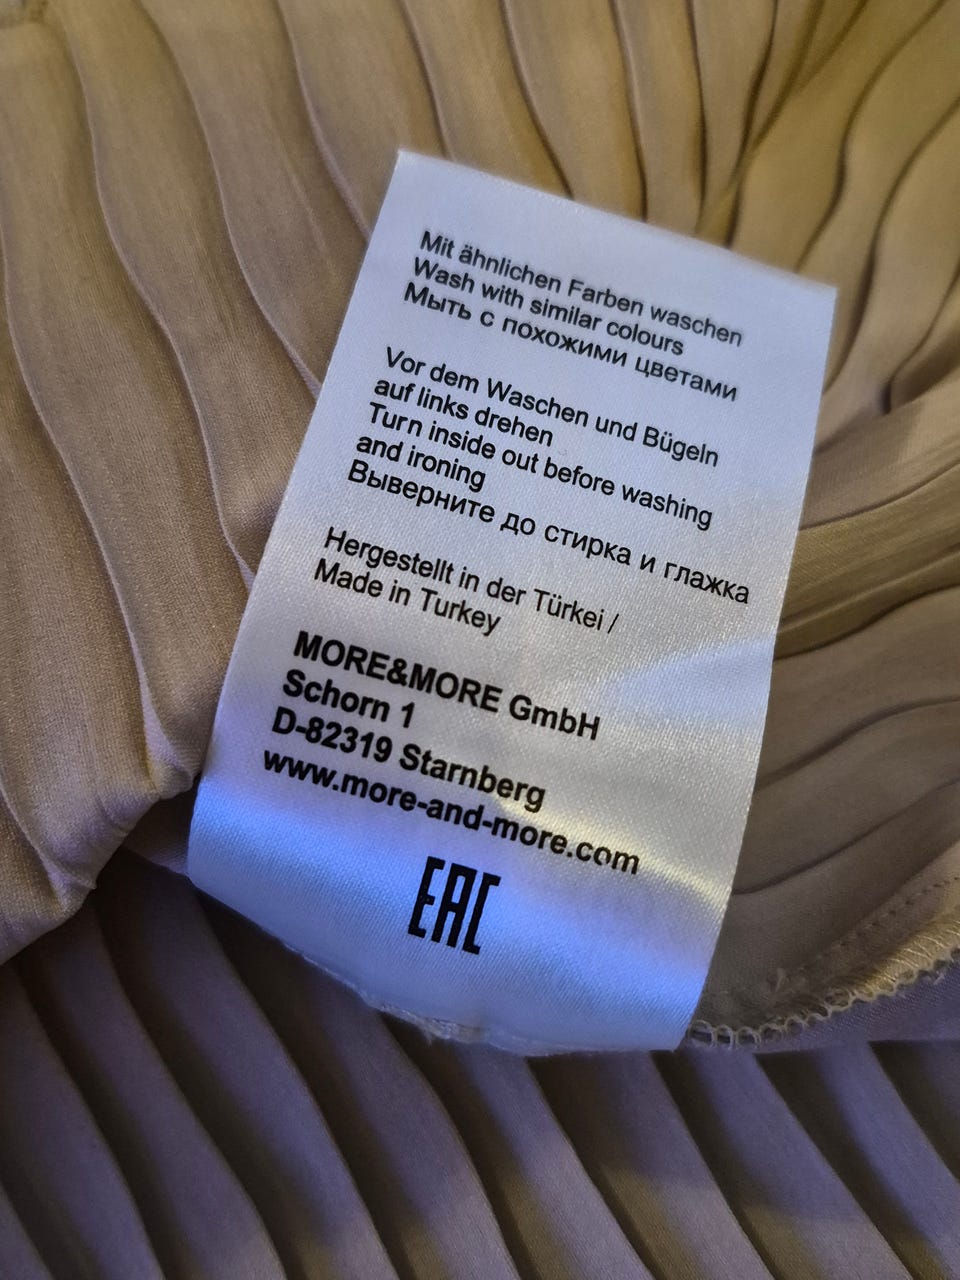 Mit ähnlichen Farben waschen
Wash with similar colours
Мыть с похожими цветами
Vor dem Waschen und Bügeln
auf links drehen
Turn inside out before washing
and ironing
Выверните до стирка и глажка
Hergestellt in der Türkei /
Made in Turkey
MORE&MORE GmbH
Schorn 1
D-82319 Starnberg
www.more-and-more.com
EAC